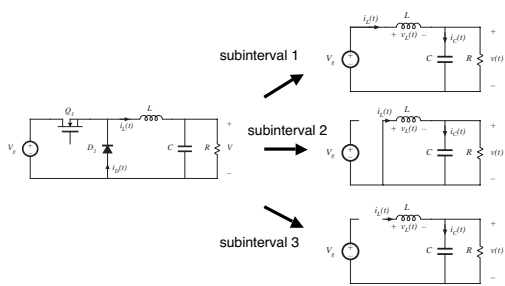 Q1 L
iL(t)
Vg D1 C R V
iD(t)
+
−
subinterval 1
subinterval 2
subinterval 3
iL(t) L
+ vL(t) − iC(t) +
Vg C R v(t)
−
iL(t) L
+ vL(t) − iC(t) +
Vg C R v(t)
−
iL(t) L
+ vL(t) − iC(t) +
Vg C R v(t)
−